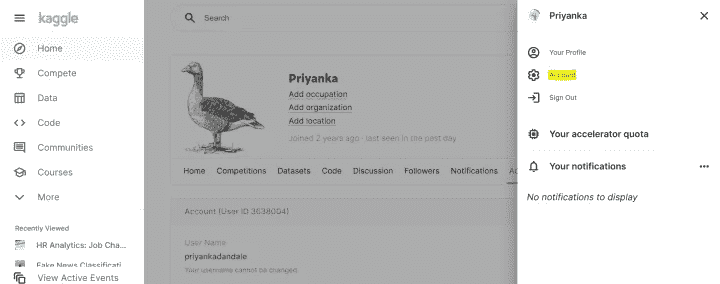 kaggle
Home
Compete
Data
Code
Communities
Courses
More
Recently Viewed
HR Analytics: Job Cha...
Fake News Classificati
View Active Events
Search
Priyanka
Add occupation
Add organization
Add location
Joined 2 years ago · last seen in the past day
Home Competitions Datasets Code Discussion Followers Notifications
Account (User ID 3638004)
User Name
priyankadandale
Your username cannot be changed.
Priyanka
Your Profile
Account
Sign Out
Your accelerator quota
Your notifications
No notifications to display